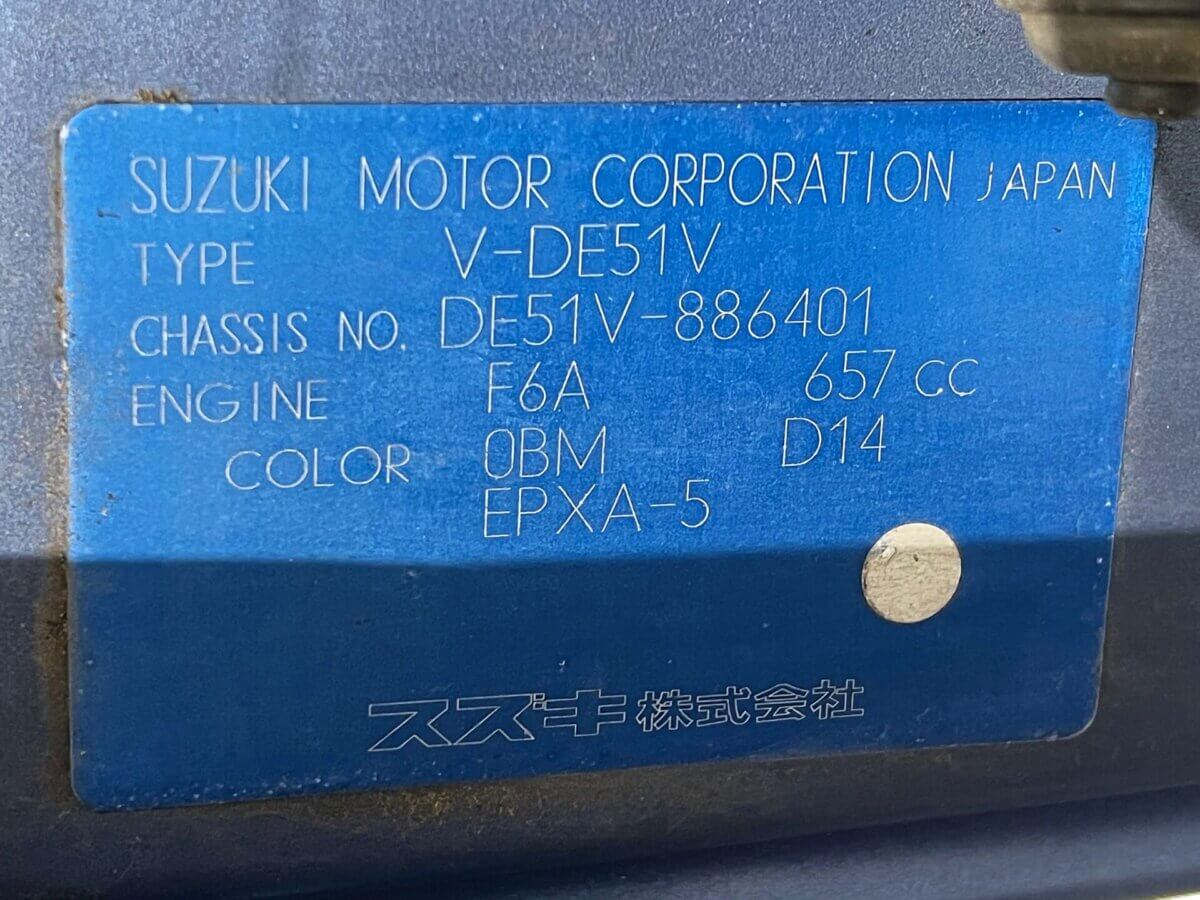 SUZUKI MOTOR CORPORATION JAPAN
TYPE V-DE51V
CHASSIS NO. DE51V-886401
ENGINE F6A 657 CC
COLOR 0BM D14
EPXA-5
スズキ株式会社